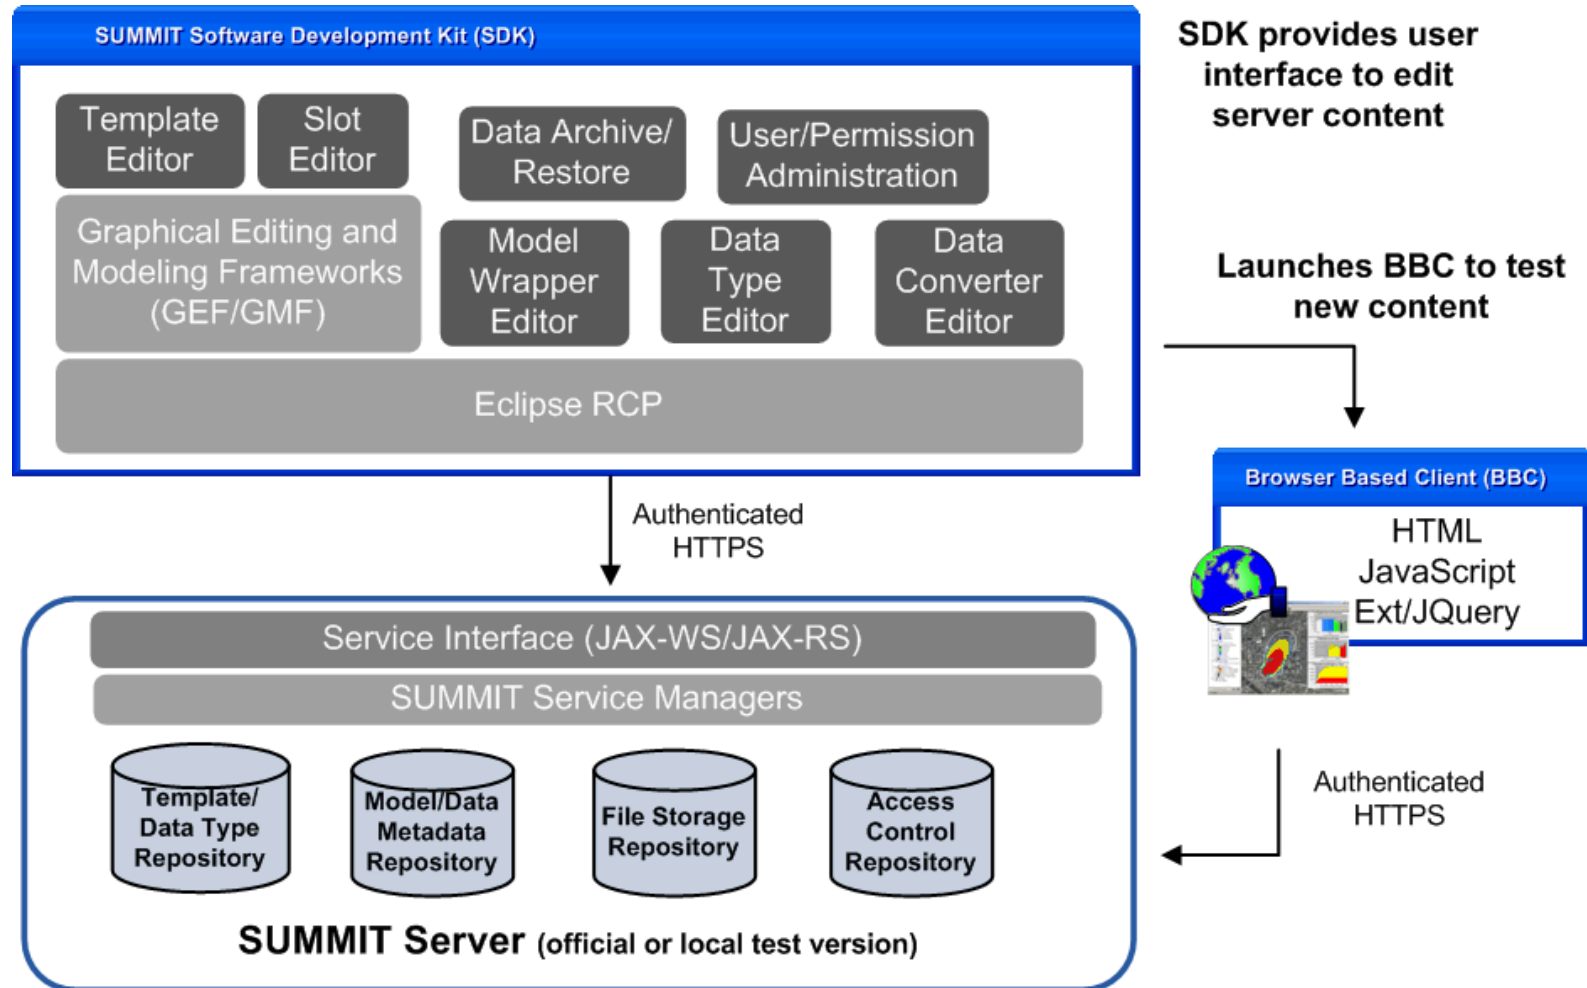 SUMMIT Software Development Kit (SDK)
SDK provides user
interface to edit
server content
Template
Editor
Slot
Editor
Data Archive/
Restore
User/Permission
Administration
Graphical Editing and
Modeling Frameworks
(GEF/GMF)
Model
Wrapper
Editor
Data
Type
Editor
Data
Converter
Editor
Launches BBC to test
new content
Eclipse RCP
Authenticated
HTTPS
Browser Based Client (BBC)
HTML
JavaScript
Ext/JQuery
Service Interface (JAX-WS/JAX-RS)
SUMMIT Service Managers
Template/
Data Type
Repository
Model/Data
Metadata
Repository
File Storage
Repository
Access
Control
Repository
Authenticated
HTTPS
SUMMIT Server (official or local test version)